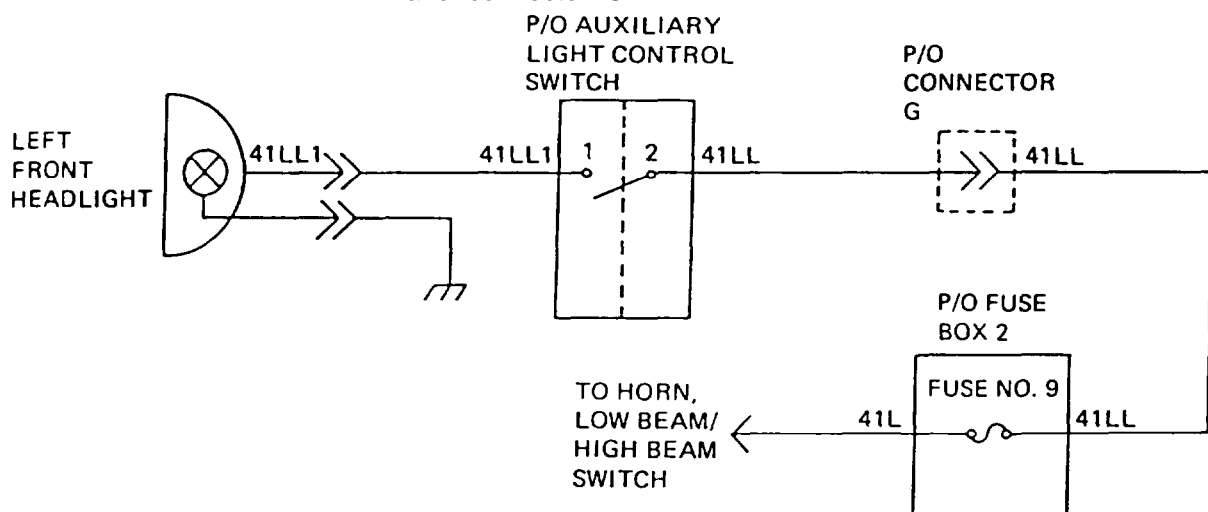 P/O AUXILIARY
LIGHT CONTROL
SWITCH
P/O
CONNECTOR
G
LEFT
FRONT
HEADLIGHT
41LL1
41LL1
1
2
41LL
41LL
P/O FUSE
BOX 2
FUSE NO. 9
TO HORN,
LOW BEAM/
HIGH BEAM
SWITCH
41L
41LL